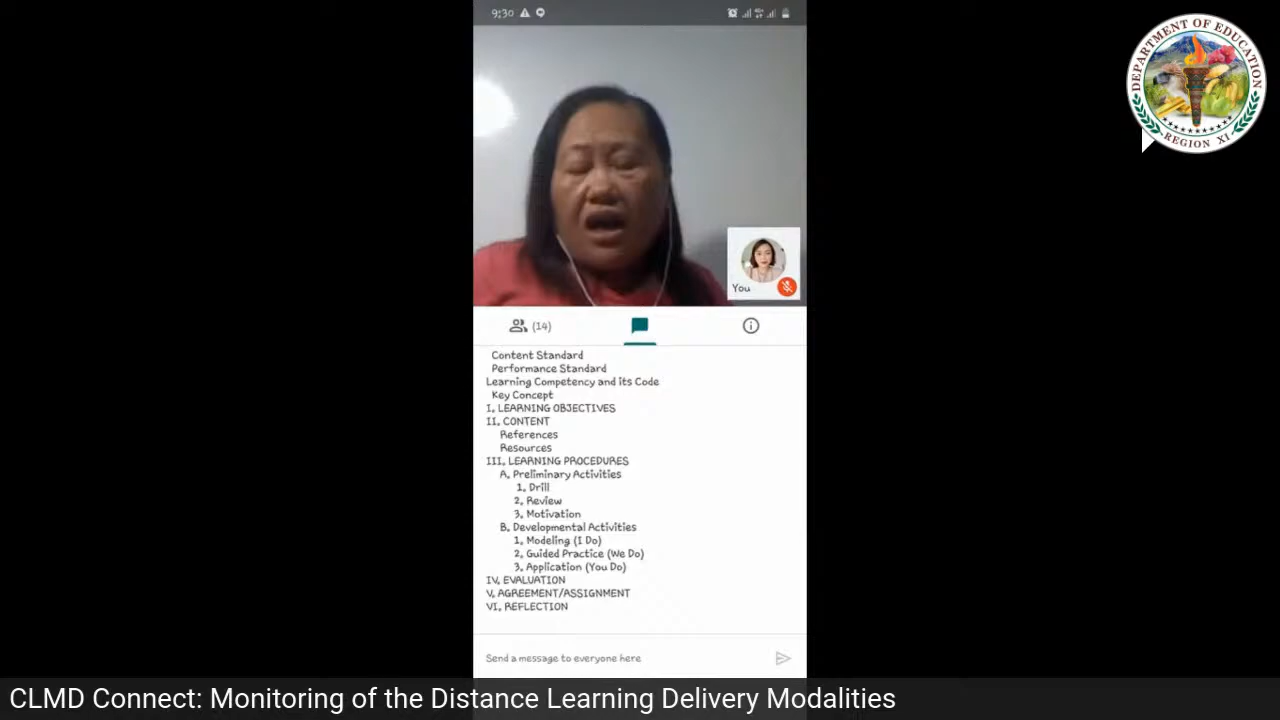 9:30
DEPARTMENT OF EDUCATION
REGION XI
You
(14)
Content Standard
Performance Standard
Learning Competency and its Code
Key Concept
I. LEARNING OBJECTIVES
II. CONTENT
References
Resources
III. LEARNING PROCEDURES
A. Preliminary Activities
1. Drill
2. Review
3. Motivation
B. Developmental Activities
1. Modeling (I Do)
2. Guided Practice (We Do)
3. Application (You Do)
IV. EVALUATION
V. AGREEMENT/ASSIGNMENT
VI. REFLECTION
Send a message to everyone here
CLMD Connect: Monitoring of the Distance Learning Delivery Modalities